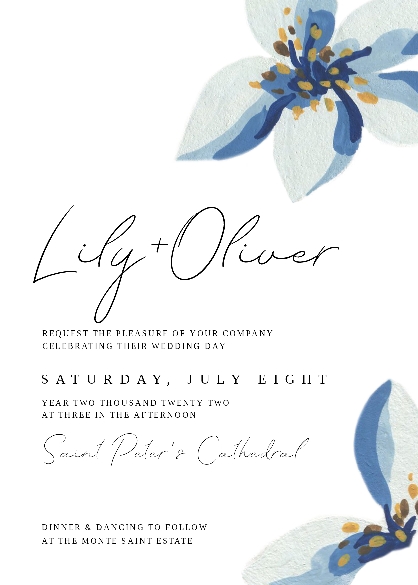 Lily + Oliver
REQUEST THE PLEASURE OF YOUR COMPANY
CELEBRATING THEIR WEDDING DAY
SATURDAY, JULY EIGHT
YEAR TWO THOUSAND TWENTY TWO
AT THREE IN THE AFTERNOON
Saint Peter's Cathedral
DINNER & DANCING TO FOLLOW
AT THE MONTE SAINT ESTATE